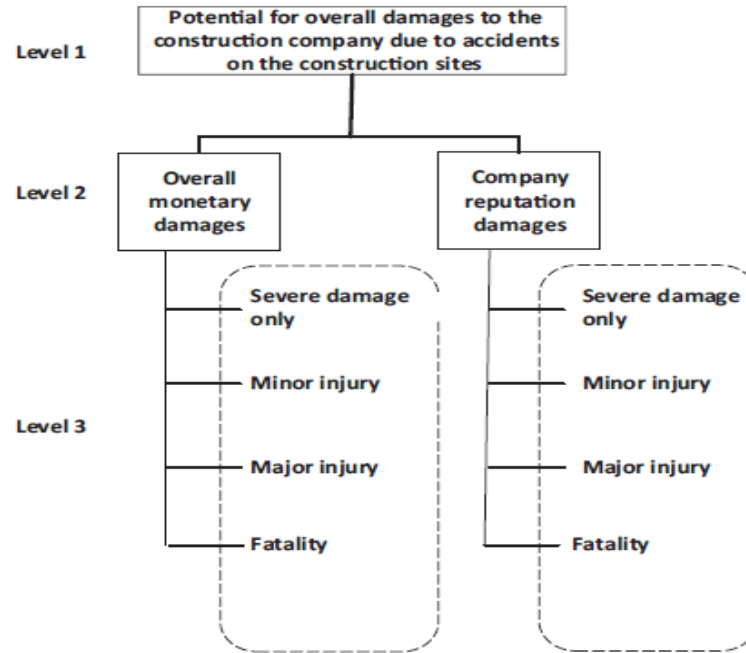 Level 1
Potential for overall damages to the
construction company due to accidents
on the construction sites
Level 2
Overall
monetary
damages
Company
reputation
damages
Level 3
Severe damage
only
Minor injury
Major injury
Fatality
Severe damage
only
Minor injury
Major injury
Fatality